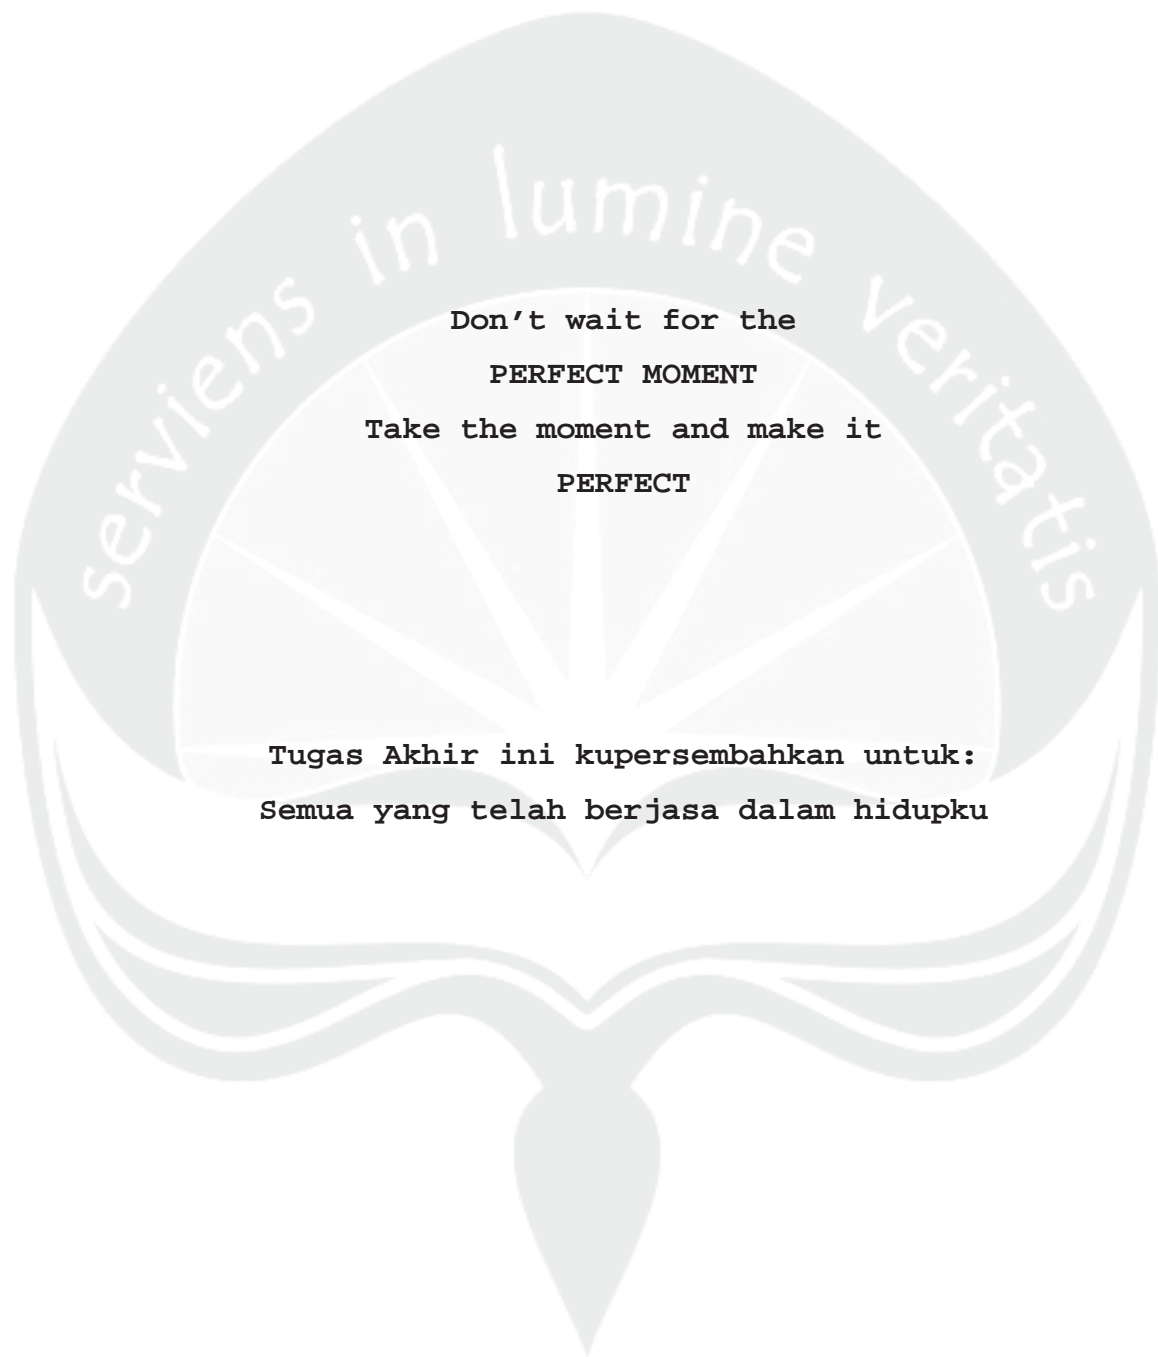 serviens in lumine veritatis
Don’t wait for the
PERFECT MOMENT
Take the moment and make it
PERFECT
Tugas Akhir ini kupersembahkan untuk:
Semua yang telah berjasa dalam hidupku